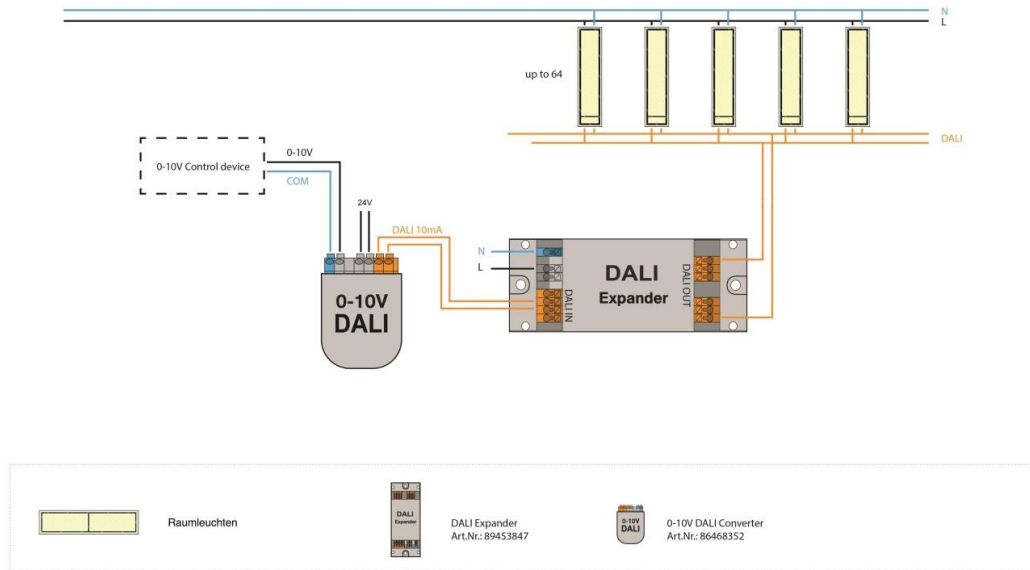 N
L
up to 64
DALI
0-10V
0-10V Control device
COM
24V
DALI 10mA
N
L
DALI
Expander
DALI IN
DALI OUT
0-10V
DALI
Raumleuchten
DALI
Expander
DALI Expander
Art.Nr.: 89453847
0-10V
DALI
0-10V DALI Converter
Art.Nr.: 86468352